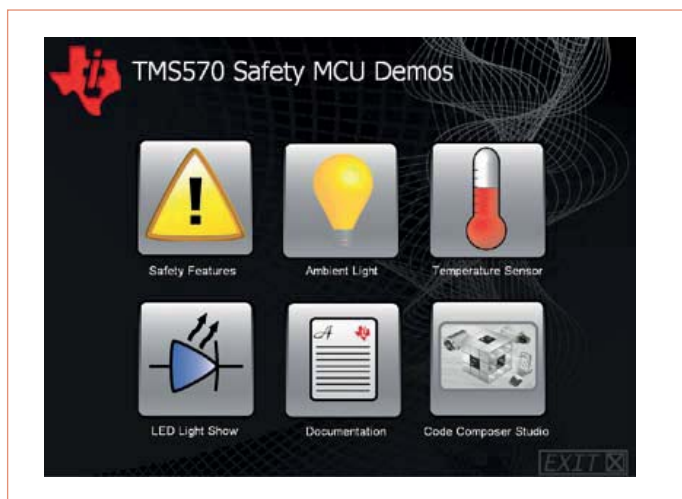 TMS570 Safety MCU Demos
Safety Features
Ambient Light
Temperature Sensor
LED Light Show
Documentation
Code Composer Studio
EXIT